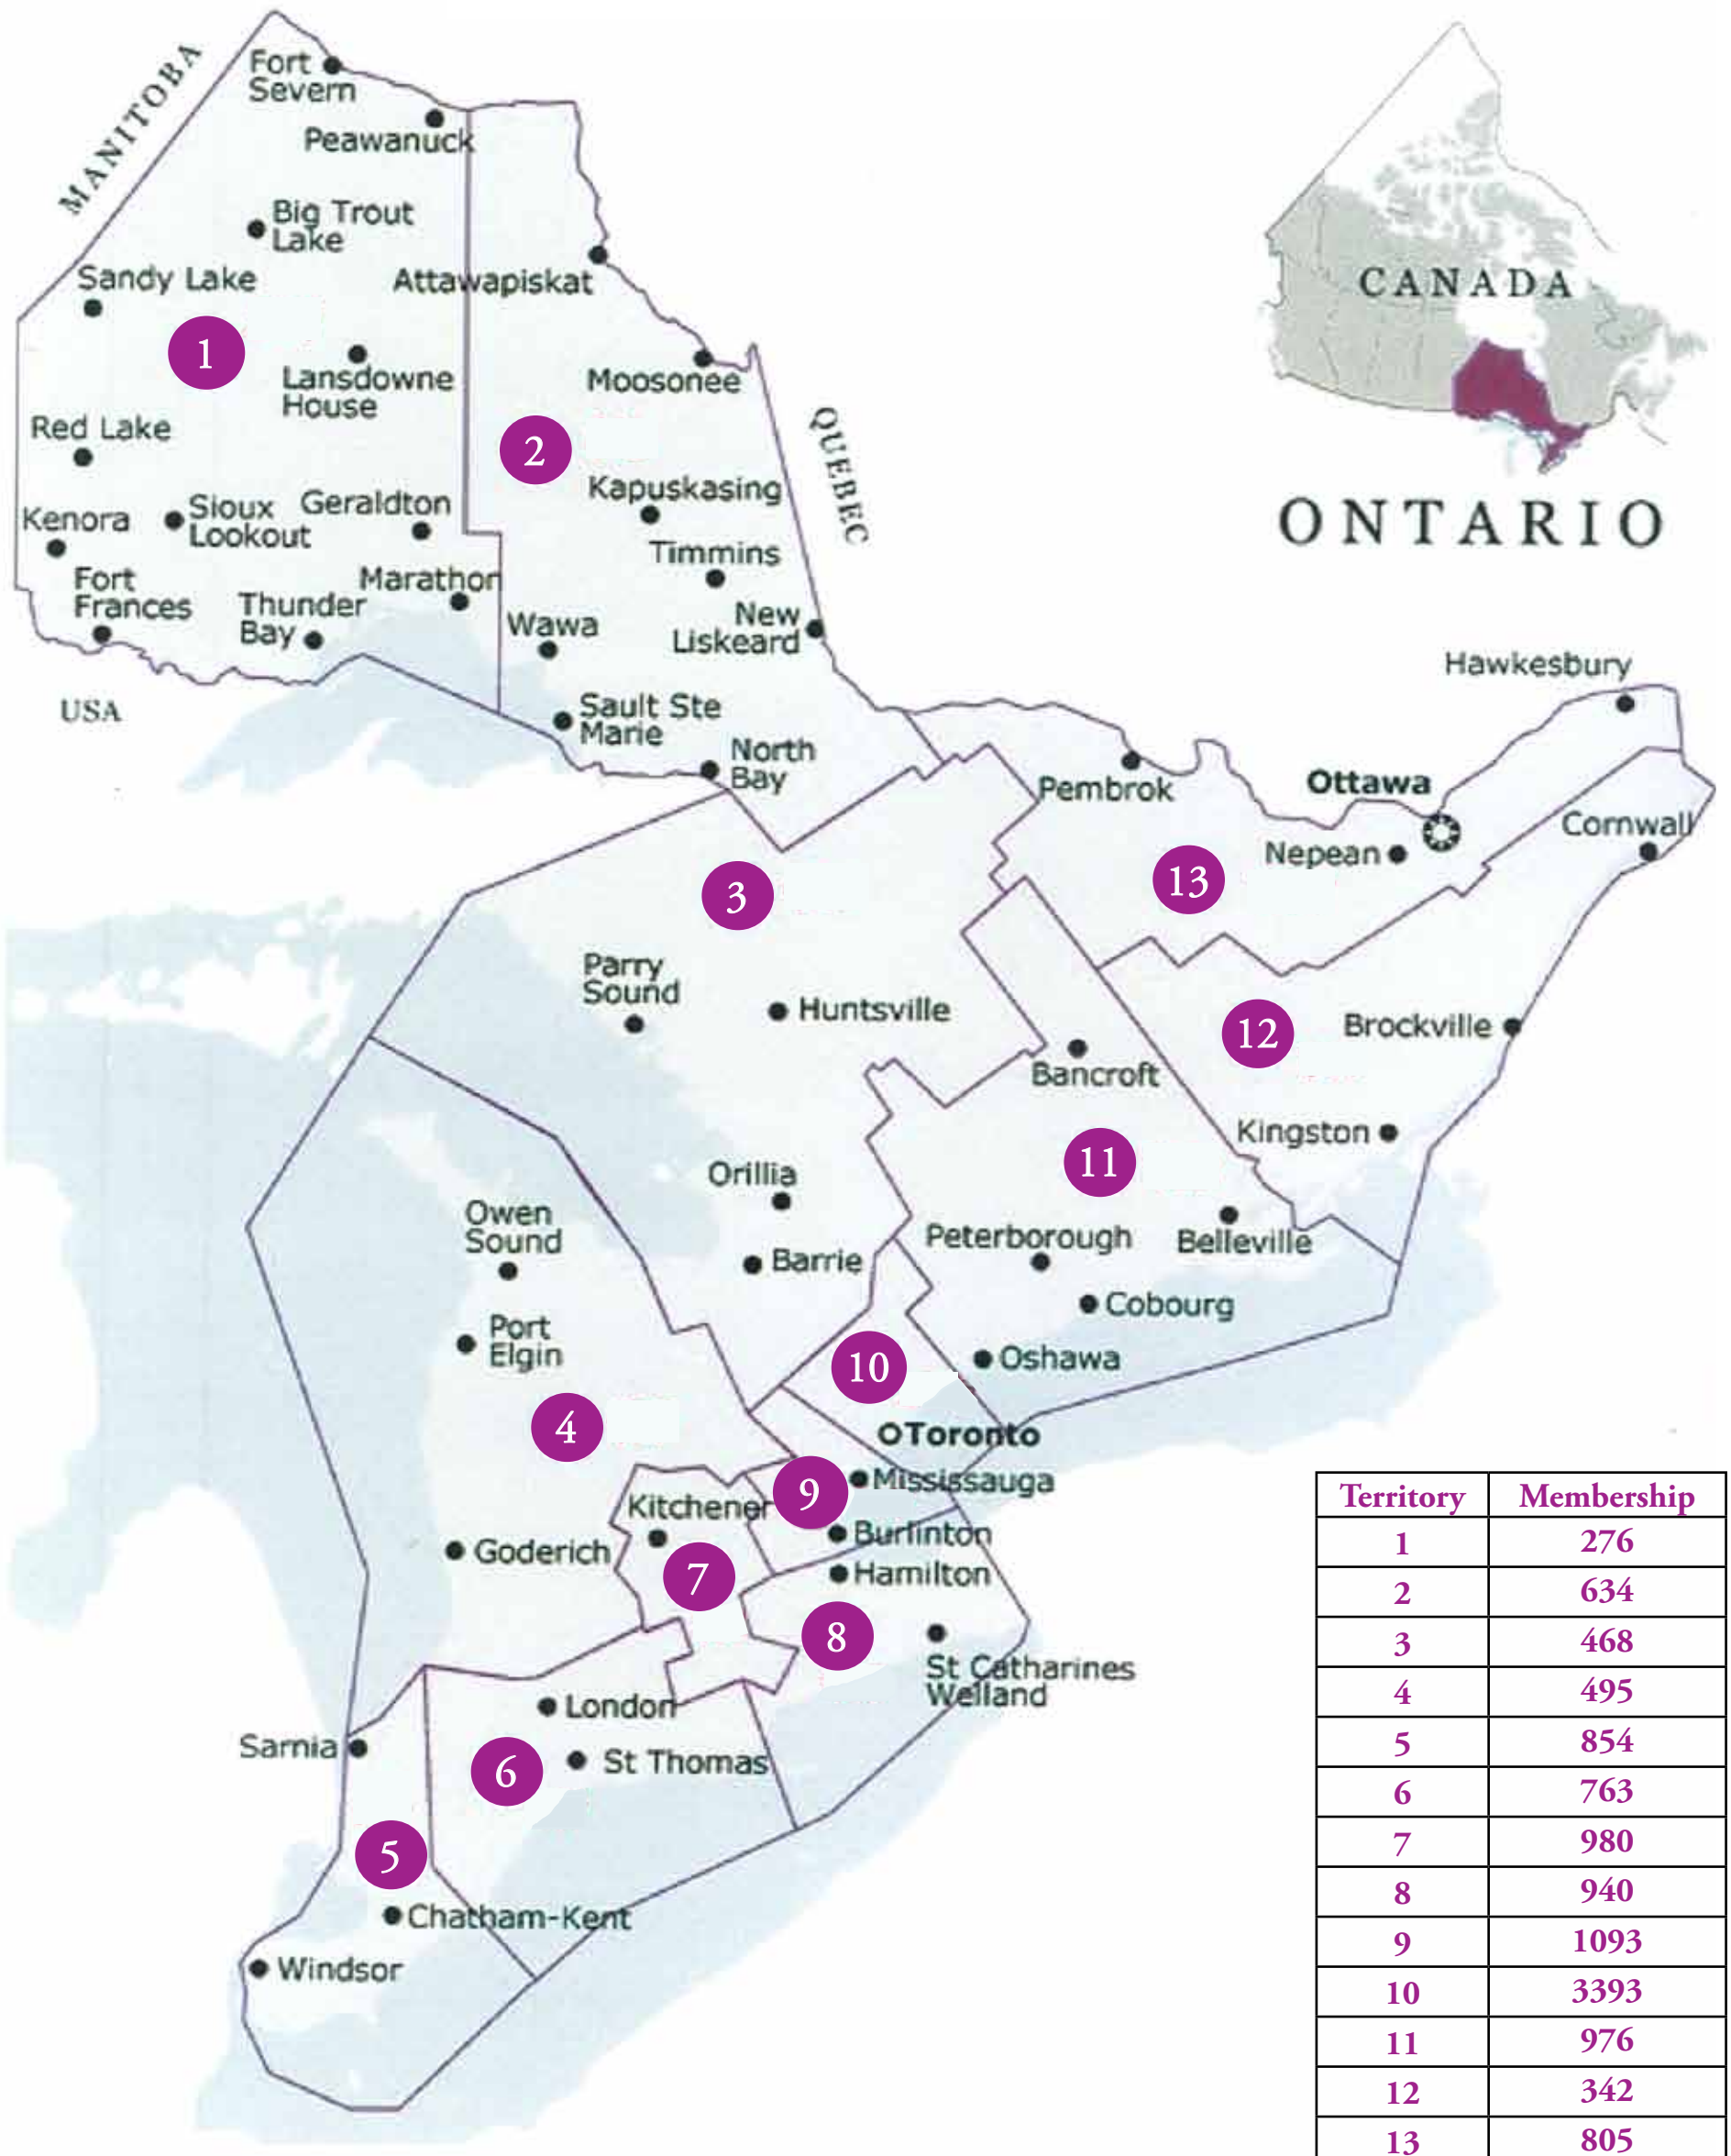 MANITOBA
Fort
Severn
Peawanuck
Big Trout
Lake
Sandy Lake
Attawapiskat
1
Lansdowne
House
Moosonee
Red Lake
2
QUEBEC
Kapuskasing
Kenora
Sioux
Lookout
Geraldton
Timmins
Fort
Frances
Thunder
Bay
Marathon
Wawa
New
Liskeard
USA
Sault Ste
Marie
North
Bay
CANADA
ONTARIO
Hawkesbury
Pembrok
Ottawa
Cornwall
Nepean
13
3
Parry
Sound
Huntsville
12
Brockville
Bancroft
Kingston
11
Orillia
Owen
Sound
Peterborough
Belleville
Barrie
Cobourg
Port
Elgin
10
Oshawa
4
Toronto
9
Mississauga
Kitchener
Burlinton
Goderich
7
Hamilton
8
St Catharines
Welland
London
Sarnia
6
St Thomas
5
Chatham-Kent
Windsor
Territory Membership
1 276
2 634
3 468
4 495
5 854
6 763
7 980
8 940
9 1093
10 3393
11 976
12 342
13 805